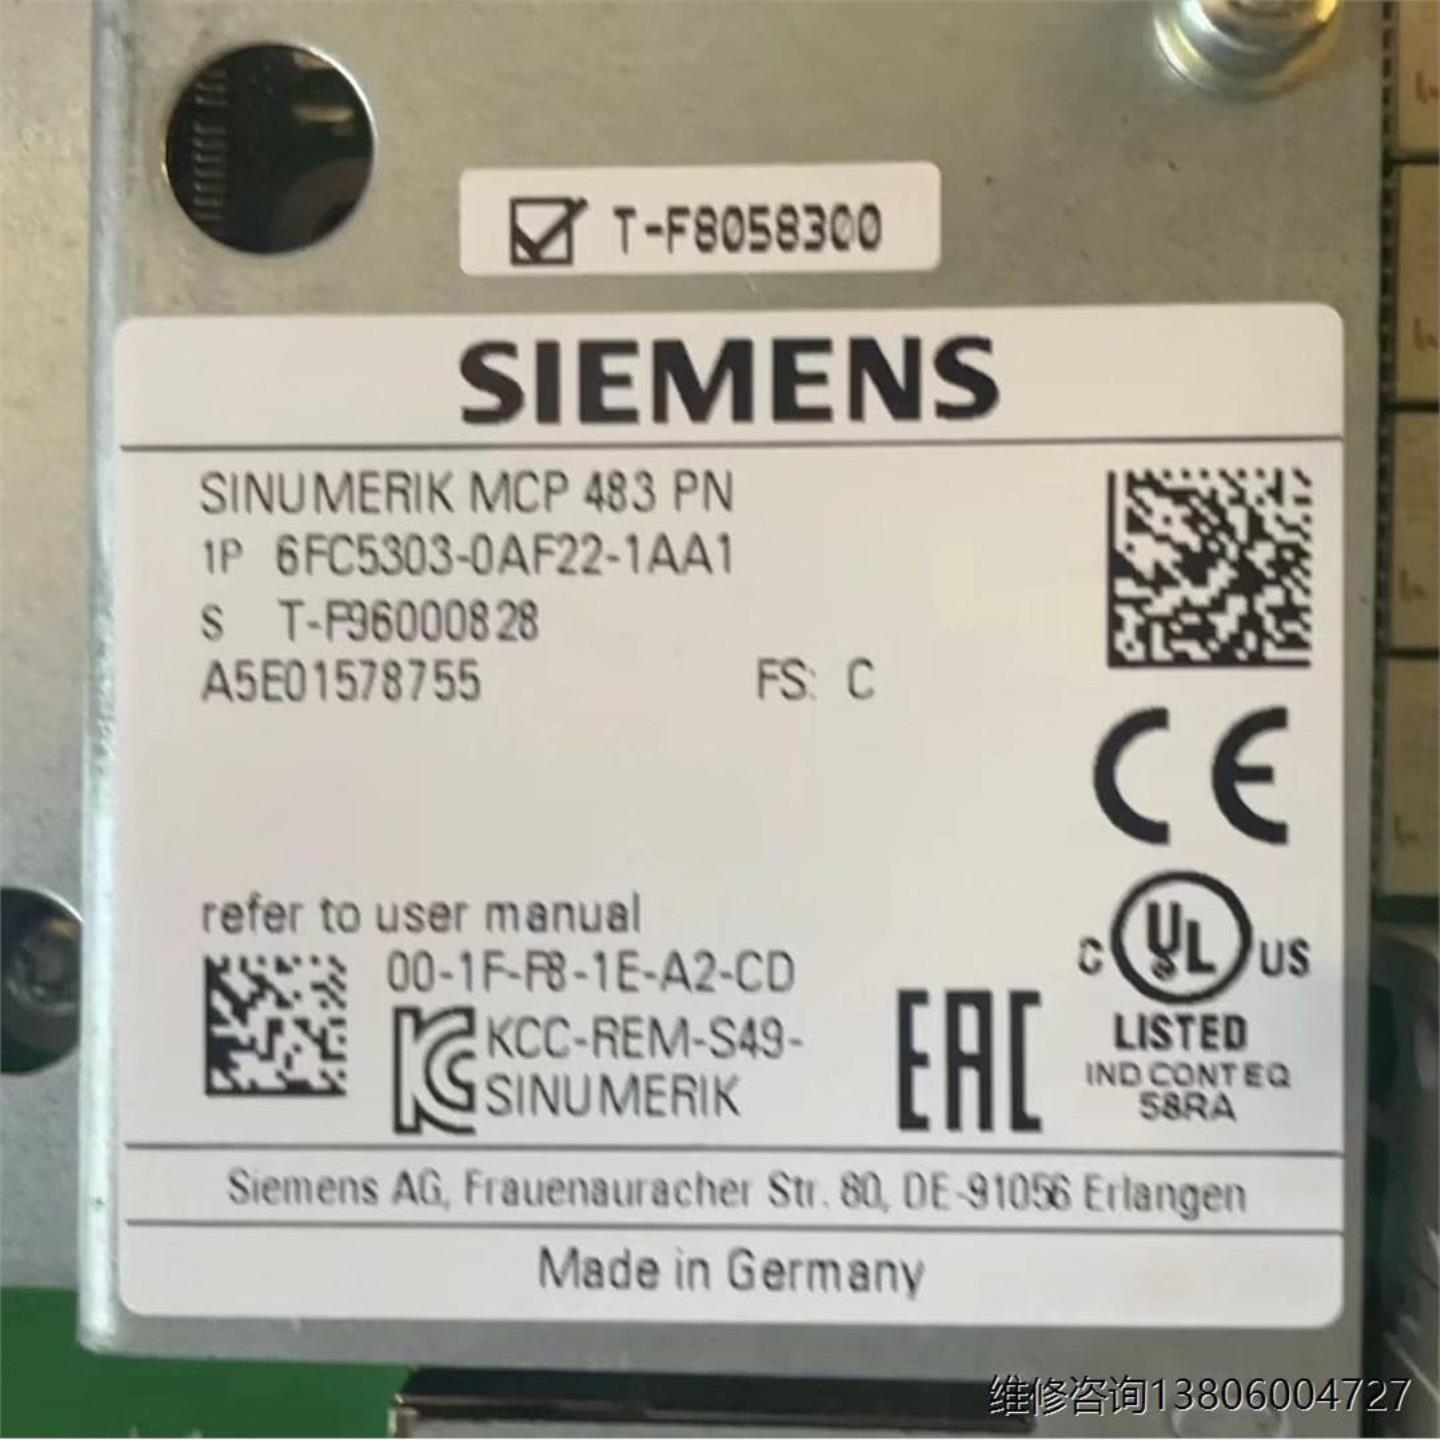 T-F8058300
SIEMENS
SINUMERIK MCP 483 PN
1P 6FC5303-0AF22-1AA1
S T-F96000828
A5E01578755 FS: C
CE
refer to user manual
00-1F-F8-1E-A2-CD
KCC-REM-S49-
SINUMERIK
EAC
C UL US
LISTED
IND CONT EQ
58RA
Siemens AG, Frauenauracher Str. 80, DE-91056 Erlangen
Made in Germany
维修咨询13806004727